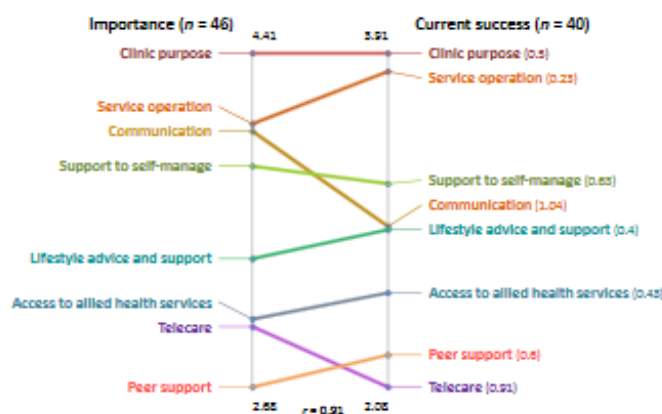 Importance (n = 46)
Current success (n = 40)
4.41
3.91
Clinic purpose
Clinic purpose (0.5)
Service operation
Service operation (0.23)
Communication
Support to self-manage
Support to self-manage (0.63)
Communication (1.04)
Lifestyle advice and support
Lifestyle advice and support (0.4)
Access to allied health services
Access to allied health services (0.43)
Telecare
Peer support (0.6)
Peer support
Telecare (0.91)
2.68
r = 0.91
2.08